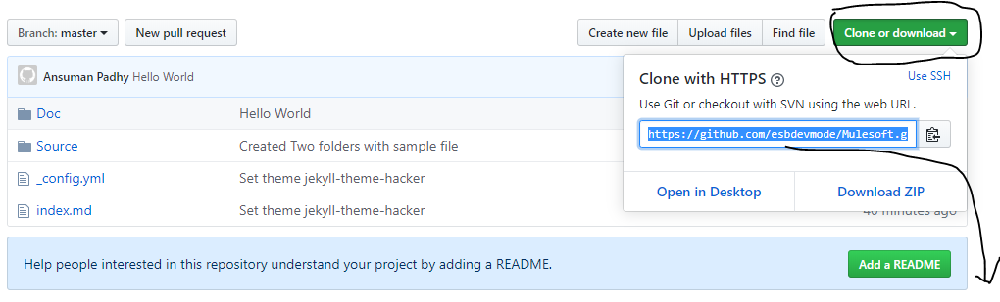 Branch: master New pull request Create new file Upload files Find file Clone or download
Ansuman Padhy Hello World
Clone with HTTPS ? Use SSH
Use Git or checkout with SVN using the web URL.
https://github.com/esbdevmode/Mulesoft.g
Open in Desktop Download ZIP
Doc Hello World
Source Created Two folders with sample file
_config.yml Set theme jekyll-theme-hacker
index.md Set theme jekyll-theme-hacker 40 minutes ago
Help people interested in this repository understand your project by adding a README. Add a README